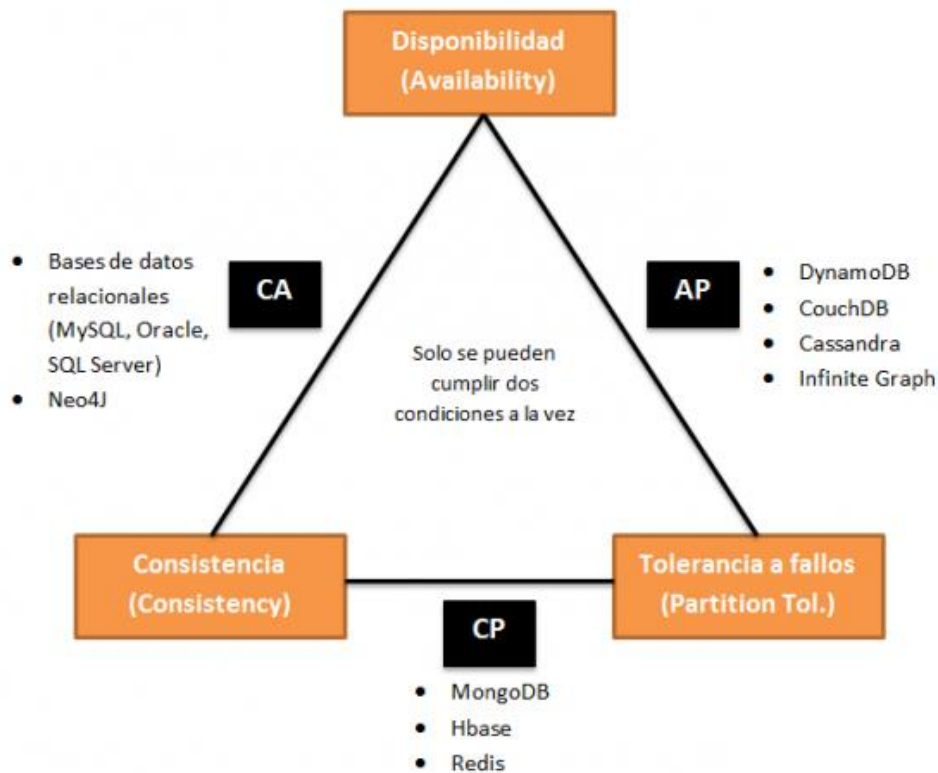 Disponibilidad
(Availability)
• Bases de datos
relacionales
(MySQL, Oracle,
SQL Server)
• Neo4J
CA
AP
• DynamoDB
• CouchDB
• Cassandra
• Infinite Graph
Solo se pueden
cumplir dos
condiciones a la vez
Consistencia
(Consistency)
Tolerancia a fallos
(Partition Tol.)
CP
• MongoDB
• Hbase
• Redis